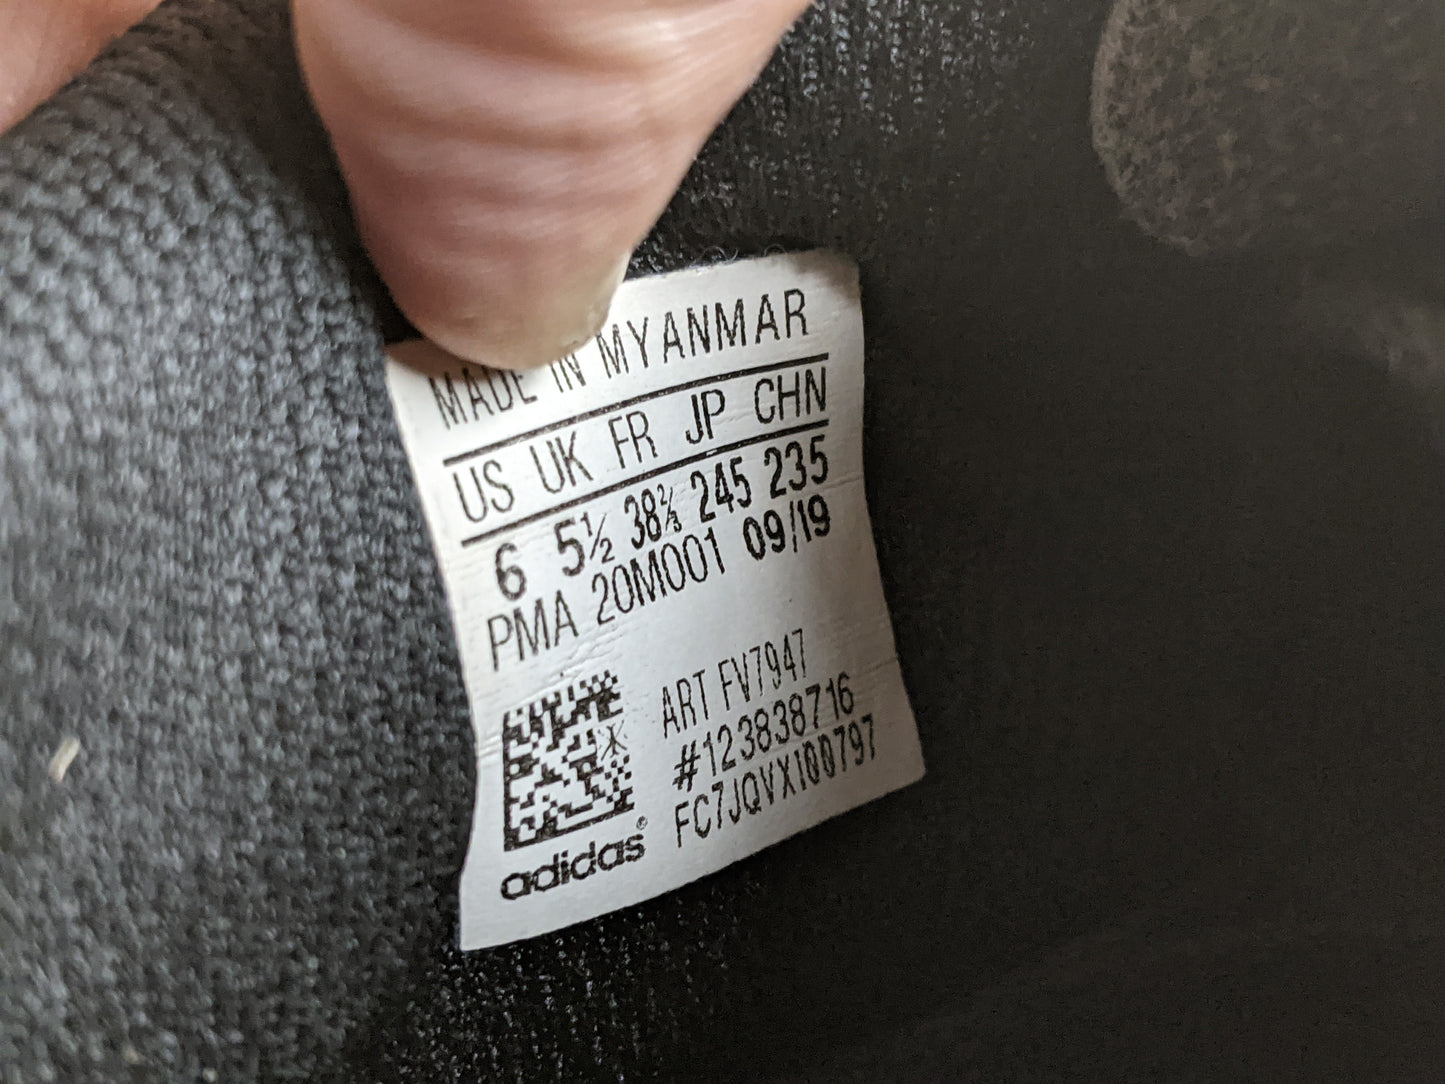 MADE IN MYANMAR
US UK FR JP CHN
6 5½ 38⅔ 245 235
PMA 20M001 09/19
ART FV7947
#123838716
FC7JQVX100797
adidas®